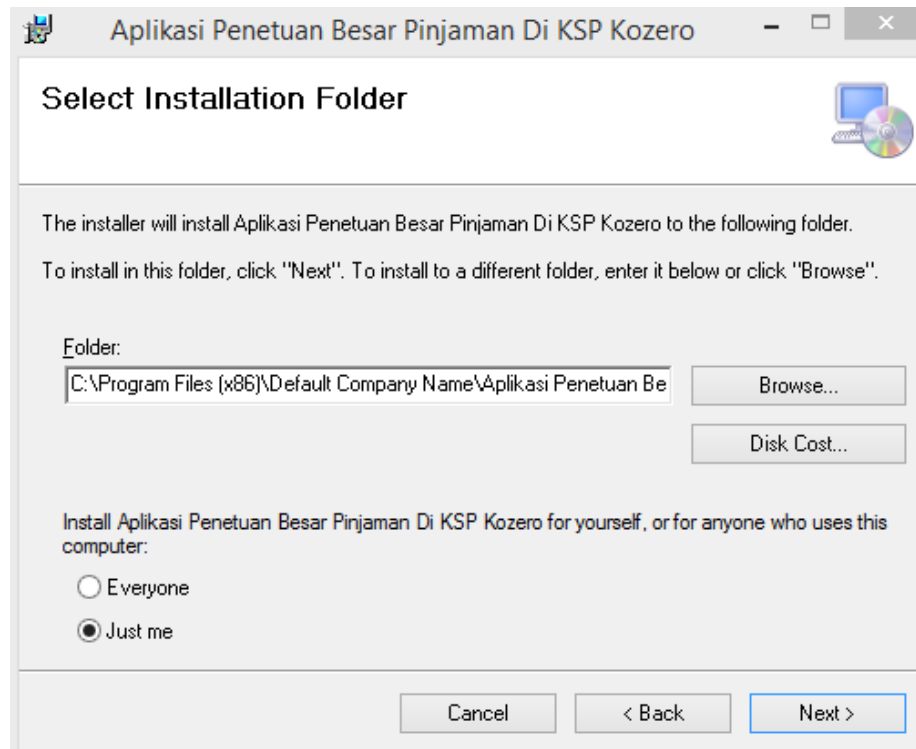 Aplikasi Penetuan Besar Pinjaman Di KSP Kozero
Select Installation Folder
The installer will install Aplikasi Penetuan Besar Pinjaman Di KSP Kozero to the following folder.
To install in this folder, click "Next". To install to a different folder, enter it below or click "Browse".
Folder:
C:\Program Files (x86)\Default Company Name\Aplikasi Penetuan Be
Browse...
Disk Cost...
Install Aplikasi Penetuan Besar Pinjaman Di KSP Kozero for yourself, or for anyone who uses this
computer:
Everyone
Just me
Cancel
< Back
Next >